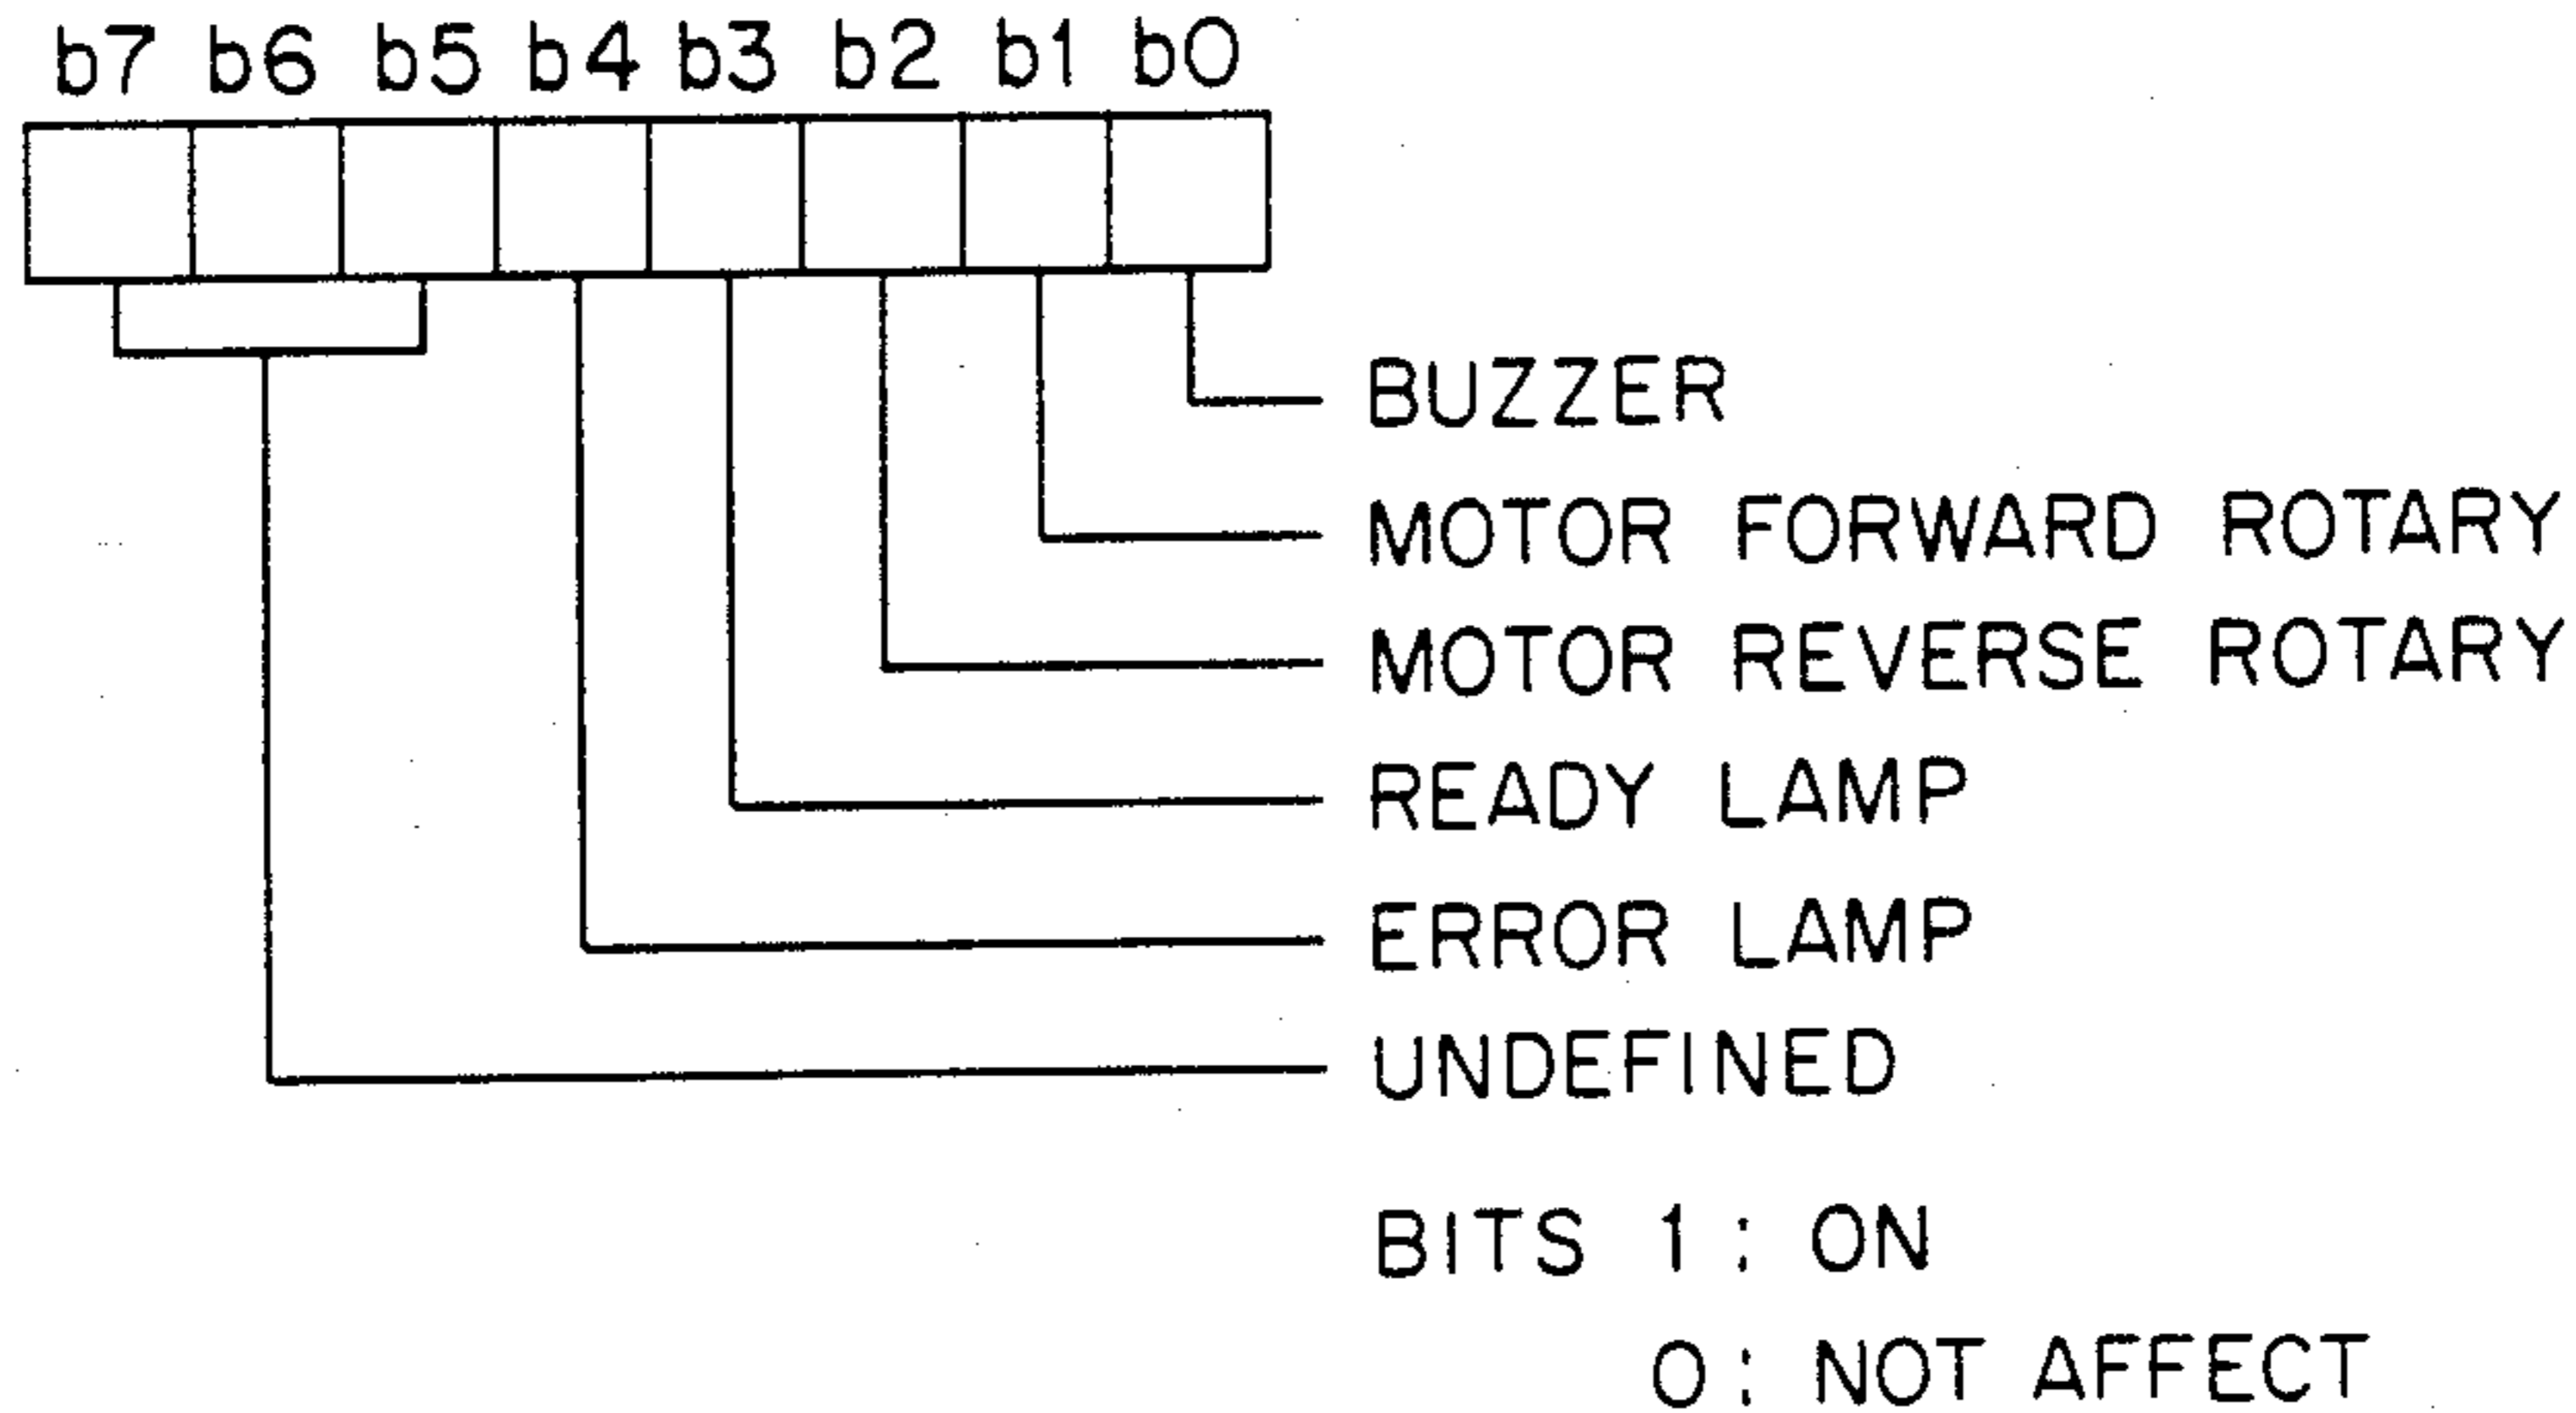 b7 b6 b5 b4 b3 b2 b1 b0
BUZZER
MOTOR FORWARD ROTARY
MOTOR REVERSE ROTARY
READY LAMP
ERROR LAMP
UNDEFINED
BITS 1 : ON
0 : NOT AFFECT